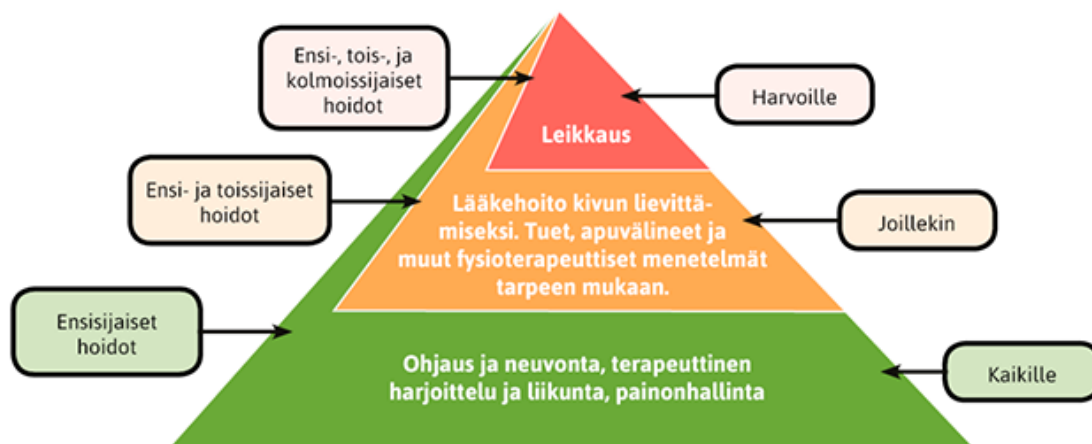 Ensi-, tois-, ja
kolmoissijaiset
hoidot
Harvoille
Leikkaus
Ensi- ja toissijaiset
hoidot
Lääkehoito kivun lievittä-
miseksi. Tuet, apuvälineet ja
muut fysioterapeuttiset menetelmät
tarpeen mukaan.
Joillekin
Ensisijaiset
hoidot
Ohjaus ja neuvonta, terapeuttinen
harjoittelu ja liikunta, painonhallinta
Kaikille